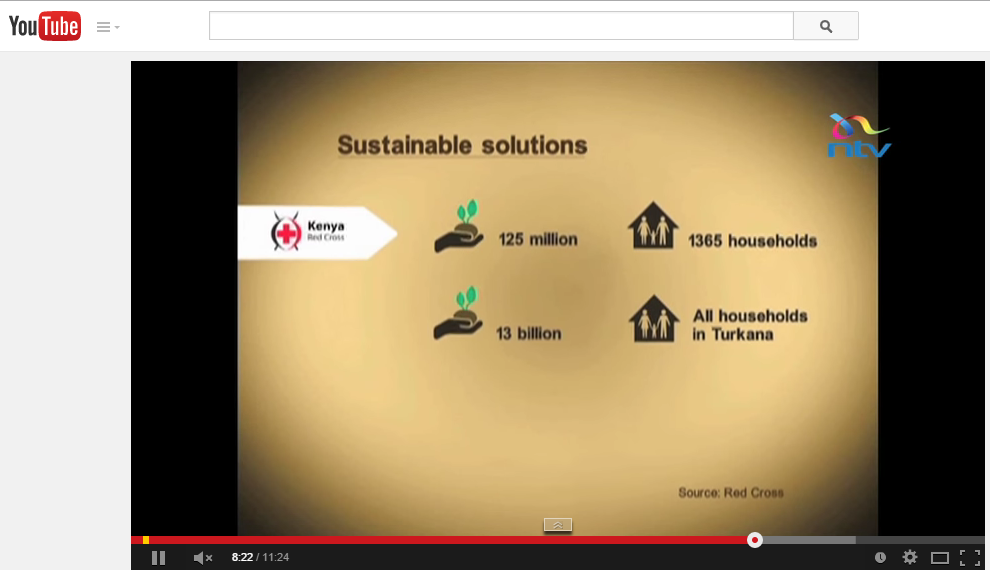 YouTube
Sustainable solutions
ntv
Kenya
Red Cross
125 million
1365 households
13 billion
All households
in Turkana
Source: Red Cross
8:22 / 11:24